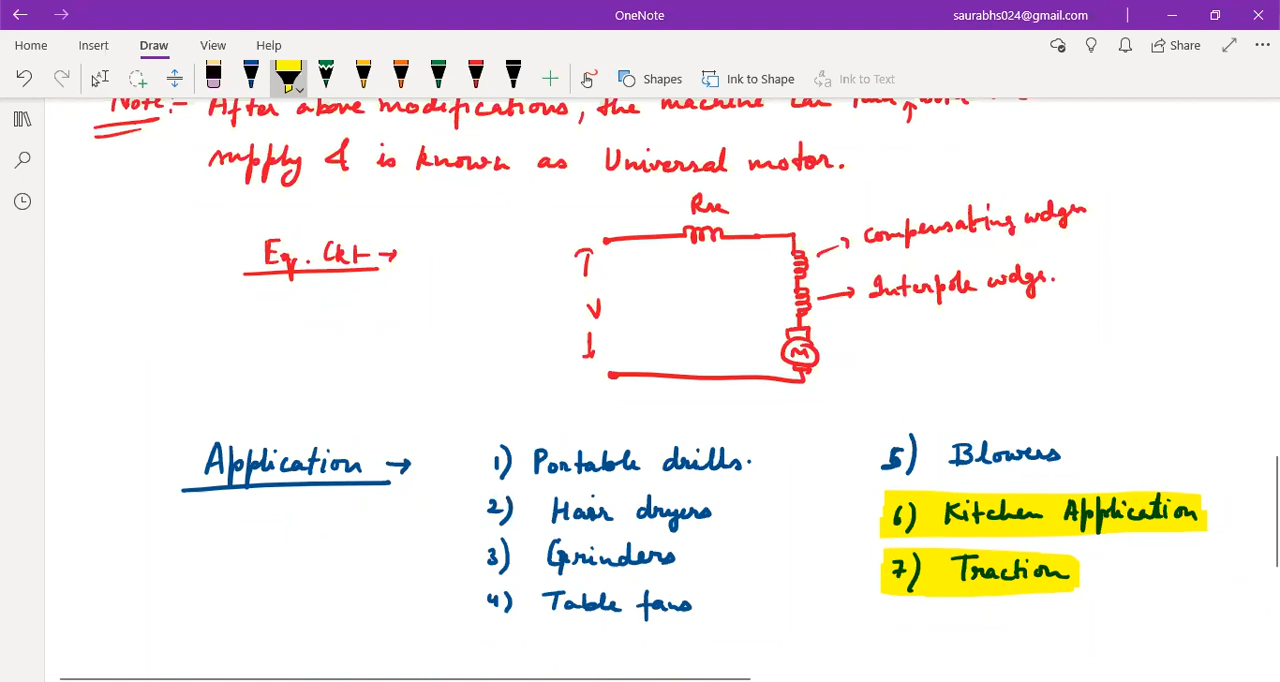 OneNote
saurabhs024@gmail.com
Home Insert Draw View Help
Share
Shapes Ink to Shape Ink to Text
Note :- After above modifications, the machine can
supply & is known as Universal motor.
Eq. Ckt →
Rse
V
M
Compensating wdgn
Interpole wdgn.
Application →
1) Portable drills.
2) Hair dryers
3) Grinders
4) Table fans
5) Blowers
6) Kitchen Application
7) Traction